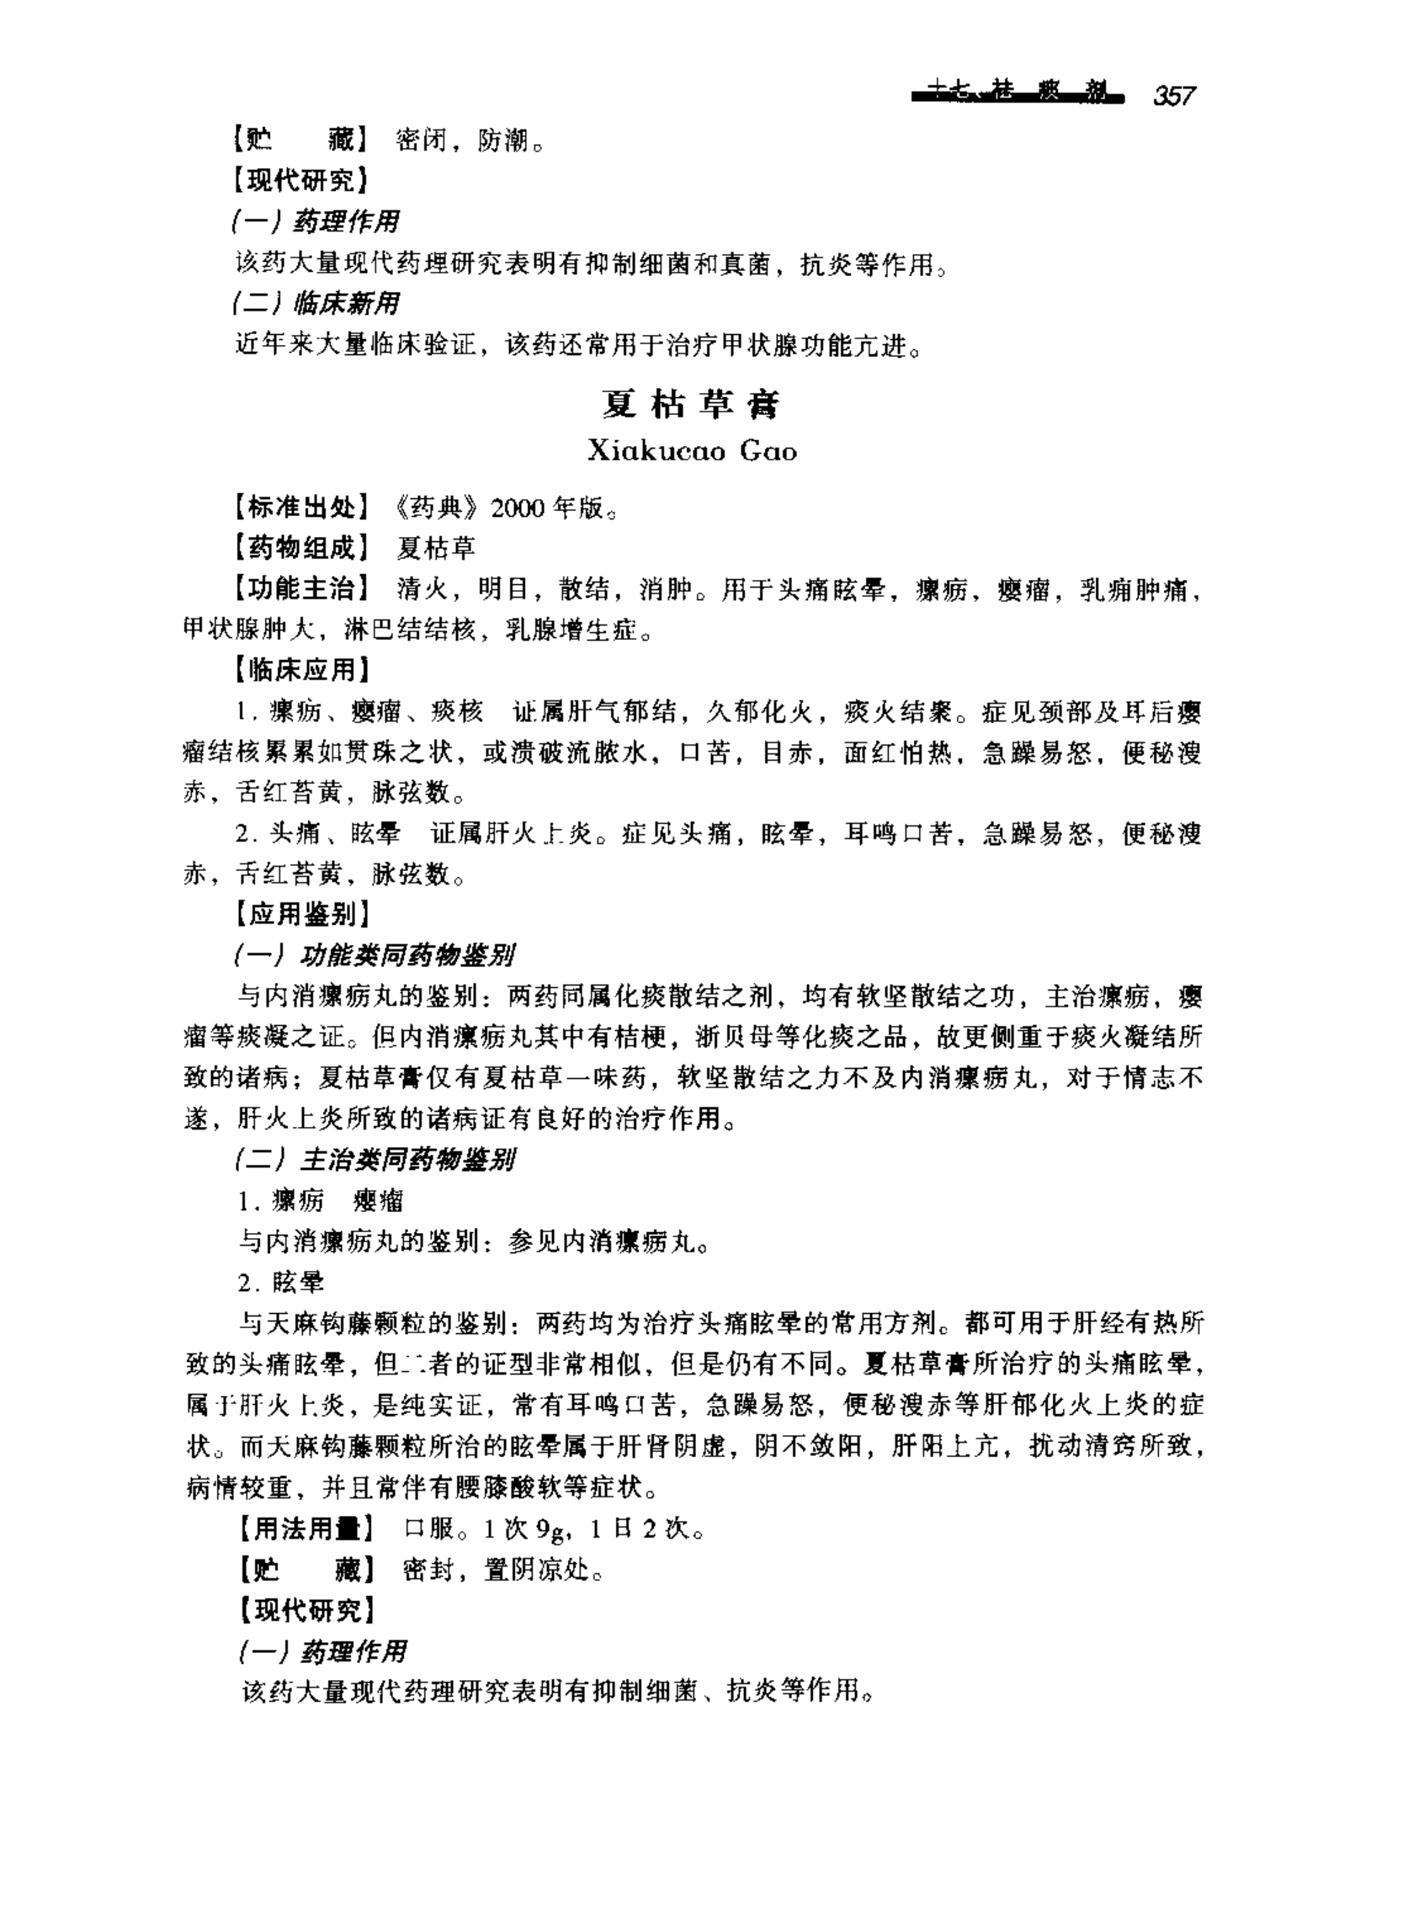 十七、祛 痰 剂 357
【贮　　藏】 密闭，防潮。
【现代研究】
(一) 药理作用
该药大量现代药理研究表明有抑制细菌和真菌，抗炎等作用。
(二) 临床新用
近年来大量临床验证，该药还常用于治疗甲状腺功能亢进。
夏枯草膏
Xiakucao Gao
【标准出处】 《药典》2000 年版。
【药物组成】 夏枯草
【功能主治】 清火，明目，散结，消肿。用于头痛眩晕，瘰疬，瘿瘤，乳痈肿痛，
甲状腺肿大，淋巴结结核，乳腺增生症。
【临床应用】
1. 瘰疬、瘿瘤、痰核　证属肝气郁结，久郁化火，痰火结聚。症见颈部及耳后瘿
瘤结核累累如贯珠之状，或溃破流脓水，口苦，目赤，面红怕热，急躁易怒，便秘溲
赤，舌红苔黄，脉弦数。
2. 头痛、眩晕　证属肝火上炎。症见头痛，眩晕，耳鸣口苦，急躁易怒，便秘溲
赤，舌红苔黄，脉弦数。
【应用鉴别】
(一) 功能类同药物鉴别
与内消瘰疬丸的鉴别：两药同属化痰散结之剂，均有软坚散结之功，主治瘰疬，瘿
瘤等痰凝之证。但内消瘰疬丸其中有桔梗，浙贝母等化痰之品，故更侧重于痰火凝结所
致的诸病；夏枯草膏仅有夏枯草一味药，软坚散结之力不及内消瘰疬丸，对于情志不
遂，肝火上炎所致的诸病证有良好的治疗作用。
(二) 主治类同药物鉴别
1. 瘰疬　瘿瘤
与内消瘰疬丸的鉴别：参见内消瘰疬丸。
2. 眩晕
与天麻钩藤颗粒的鉴别：两药均为治疗头痛眩晕的常用方剂。都可用于肝经有热所
致的头痛眩晕，但二者的证型非常相似，但是仍有不同。夏枯草膏所治疗的头痛眩晕，
属于肝火上炎，是纯实证，常有耳鸣口苦，急躁易怒，便秘溲赤等肝郁化火上炎的症
状。而天麻钩藤颗粒所治的眩晕属于肝肾阴虚，阴不敛阳，肝阳上亢，扰动清窍所致，
病情较重，并且常伴有腰膝酸软等症状。
【用法用量】 口服。1 次 9g，1 日 2 次。
【贮　　藏】 密封，置阴凉处。
【现代研究】
(一) 药理作用
该药大量现代药理研究表明有抑制细菌、抗炎等作用。